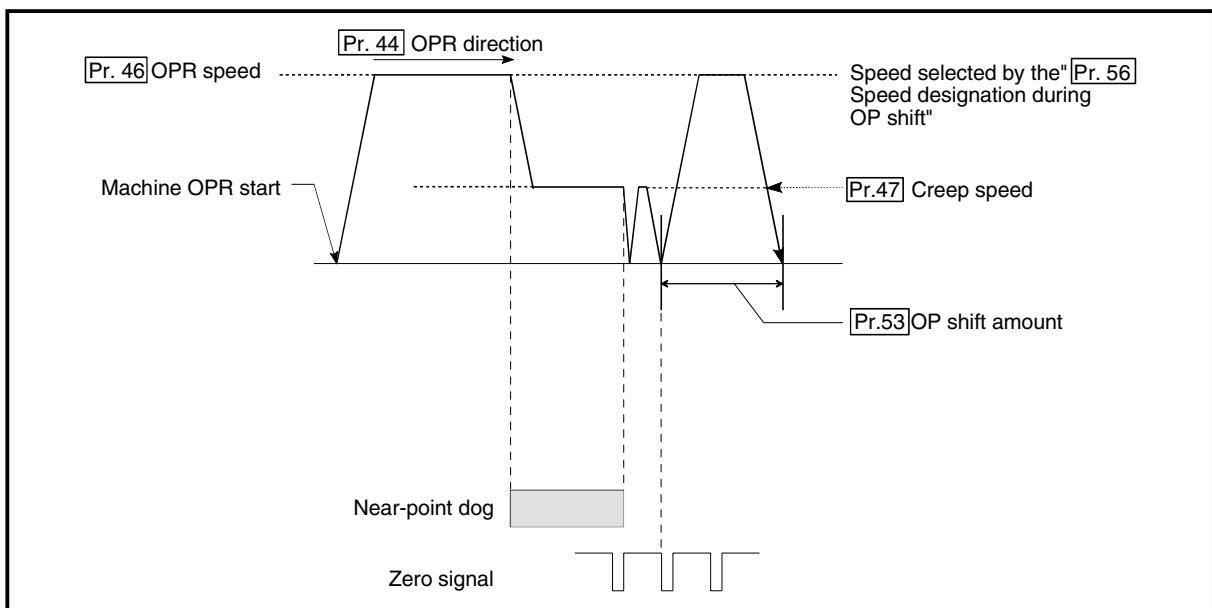 Pr. 44 OPR direction
Pr. 46 OPR speed
Speed selected by the" Pr. 56
Speed designation during
OP shift"
Machine OPR start
Pr.47 Creep speed
Pr.53 OP shift amount
Near-point dog
Zero signal